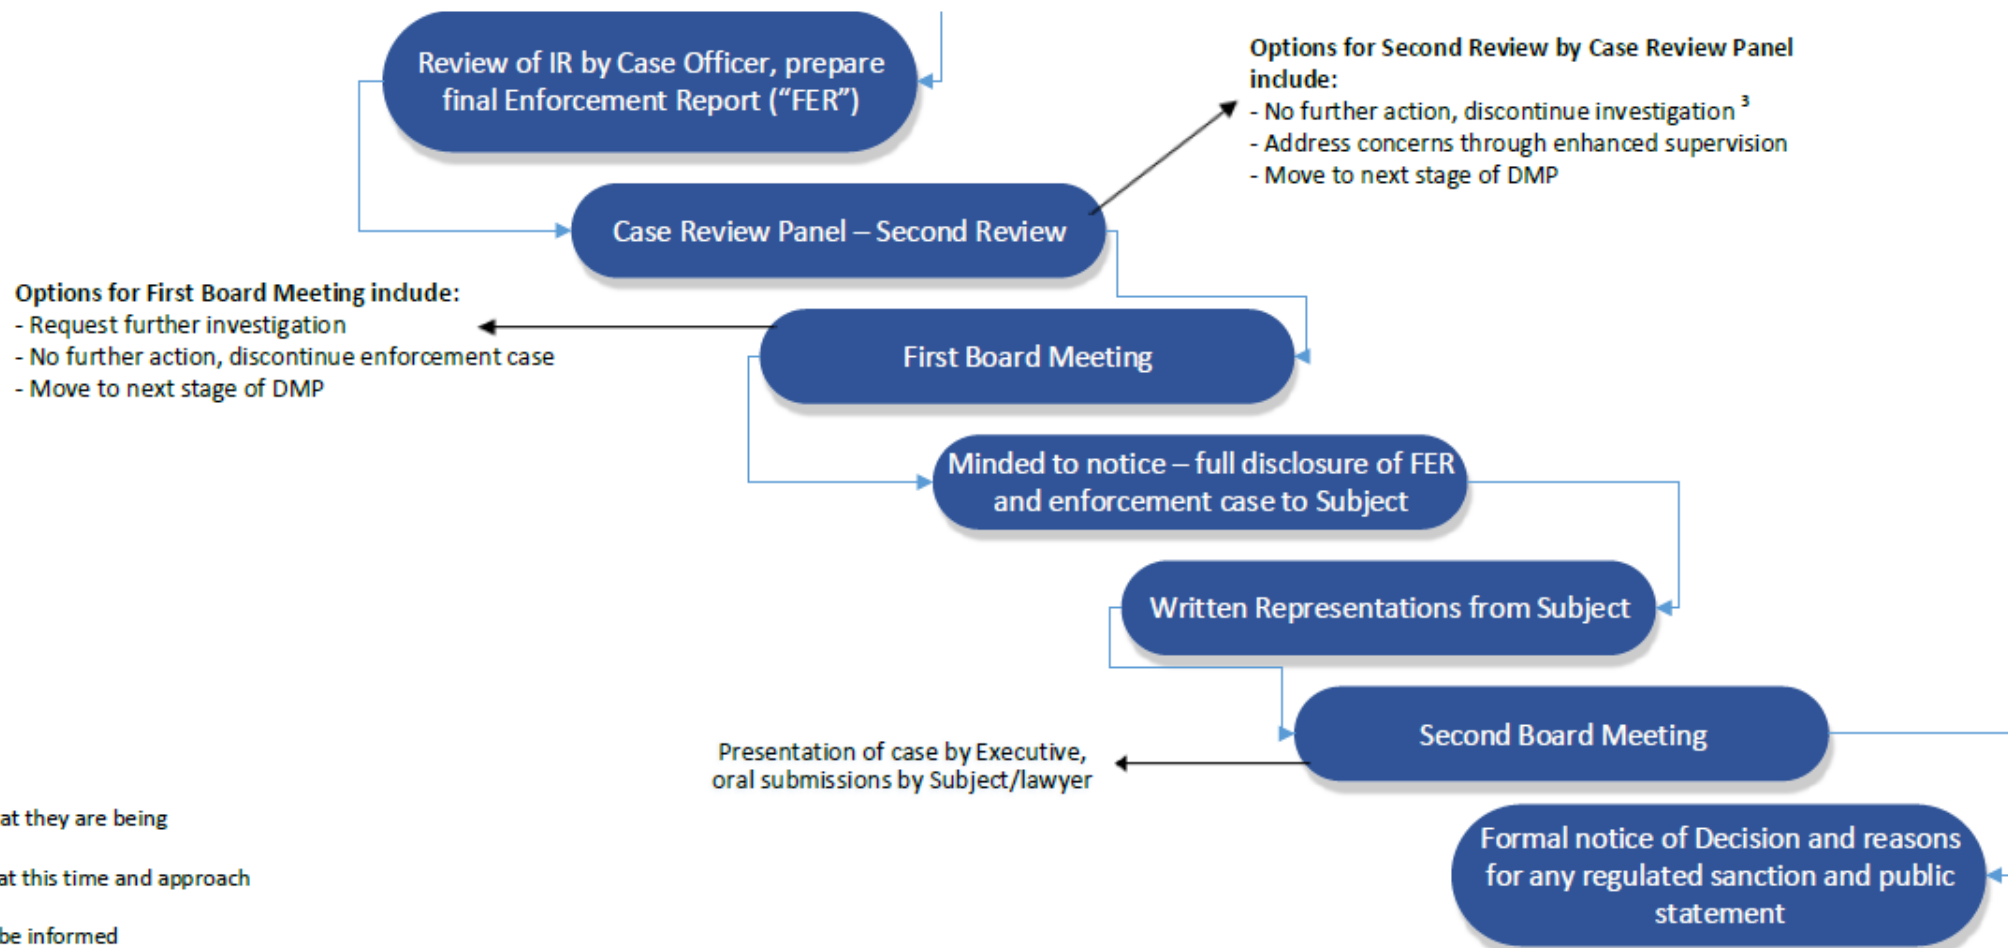 Review of IR by Case Officer, prepare
final Enforcement Report (“FER”)
Options for Second Review by Case Review Panel
include:
- No further action, discontinue investigation ³
- Address concerns through enhanced supervision
- Move to next stage of DMP
Case Review Panel – Second Review
Options for First Board Meeting include:
- Request further investigation
- No further action, discontinue enforcement case
- Move to next stage of DMP
First Board Meeting
Minded to notice – full disclosure of FER
and enforcement case to Subject
Written Representations from Subject
Second Board Meeting
Presentation of case by Executive,
oral submissions by Subject/lawyer
at they are being
at this time and approach
be informed
Formal notice of Decision and reasons
for any regulated sanction and public
statement